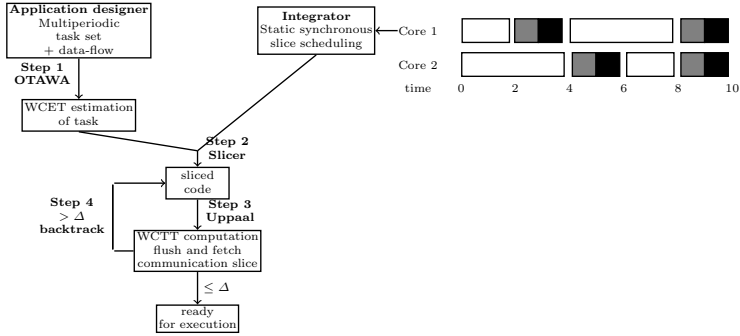 Application designer
Multiperiodic
task set
+ data-flow
Integrator
Static synchronous
slice scheduling
Core 1
Core 2
time
0 2 4 6 8 10
Step 1
OTAWA
WCET estimation
of task
Step 2
Slicer
sliced
code
Step 4
> Δ
backtrack
Step 3
Uppaal
WCTT computation
flush and fetch
communication slice
≤ Δ
ready
for execution